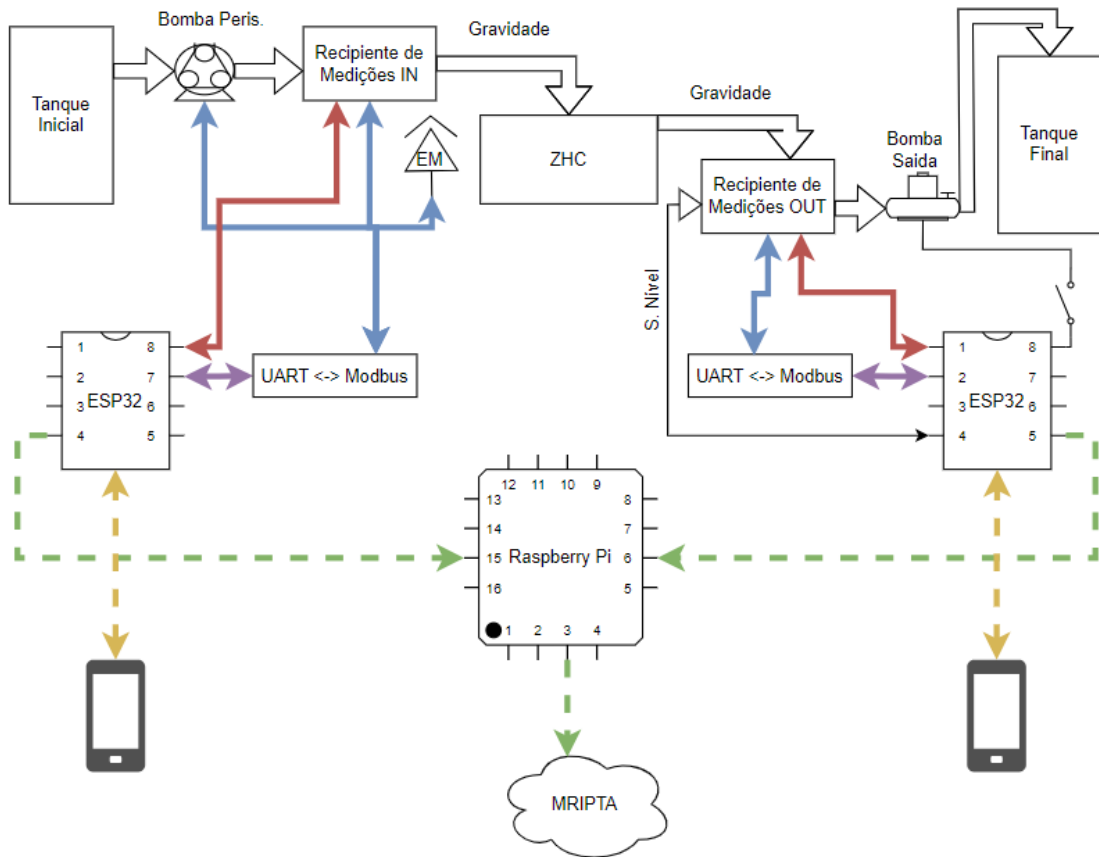 Bomba Peris.
Tanque
Inicial
Recipiente de
Medições IN
Gravidade
EM
ZHC
Gravidade
Recipiente de
Medições OUT
Bomba
Saida
Tanque
Final
S. Nível
1
2
3
4
8
7
6
5
ESP32
UART <-> Modbus
UART <-> Modbus
1
2
3
4
8
7
6
5
ESP32
12
11
10
9
13
14
15
16
8
7
6
5
Raspberry Pi
1
2
3
4
MRIPTA